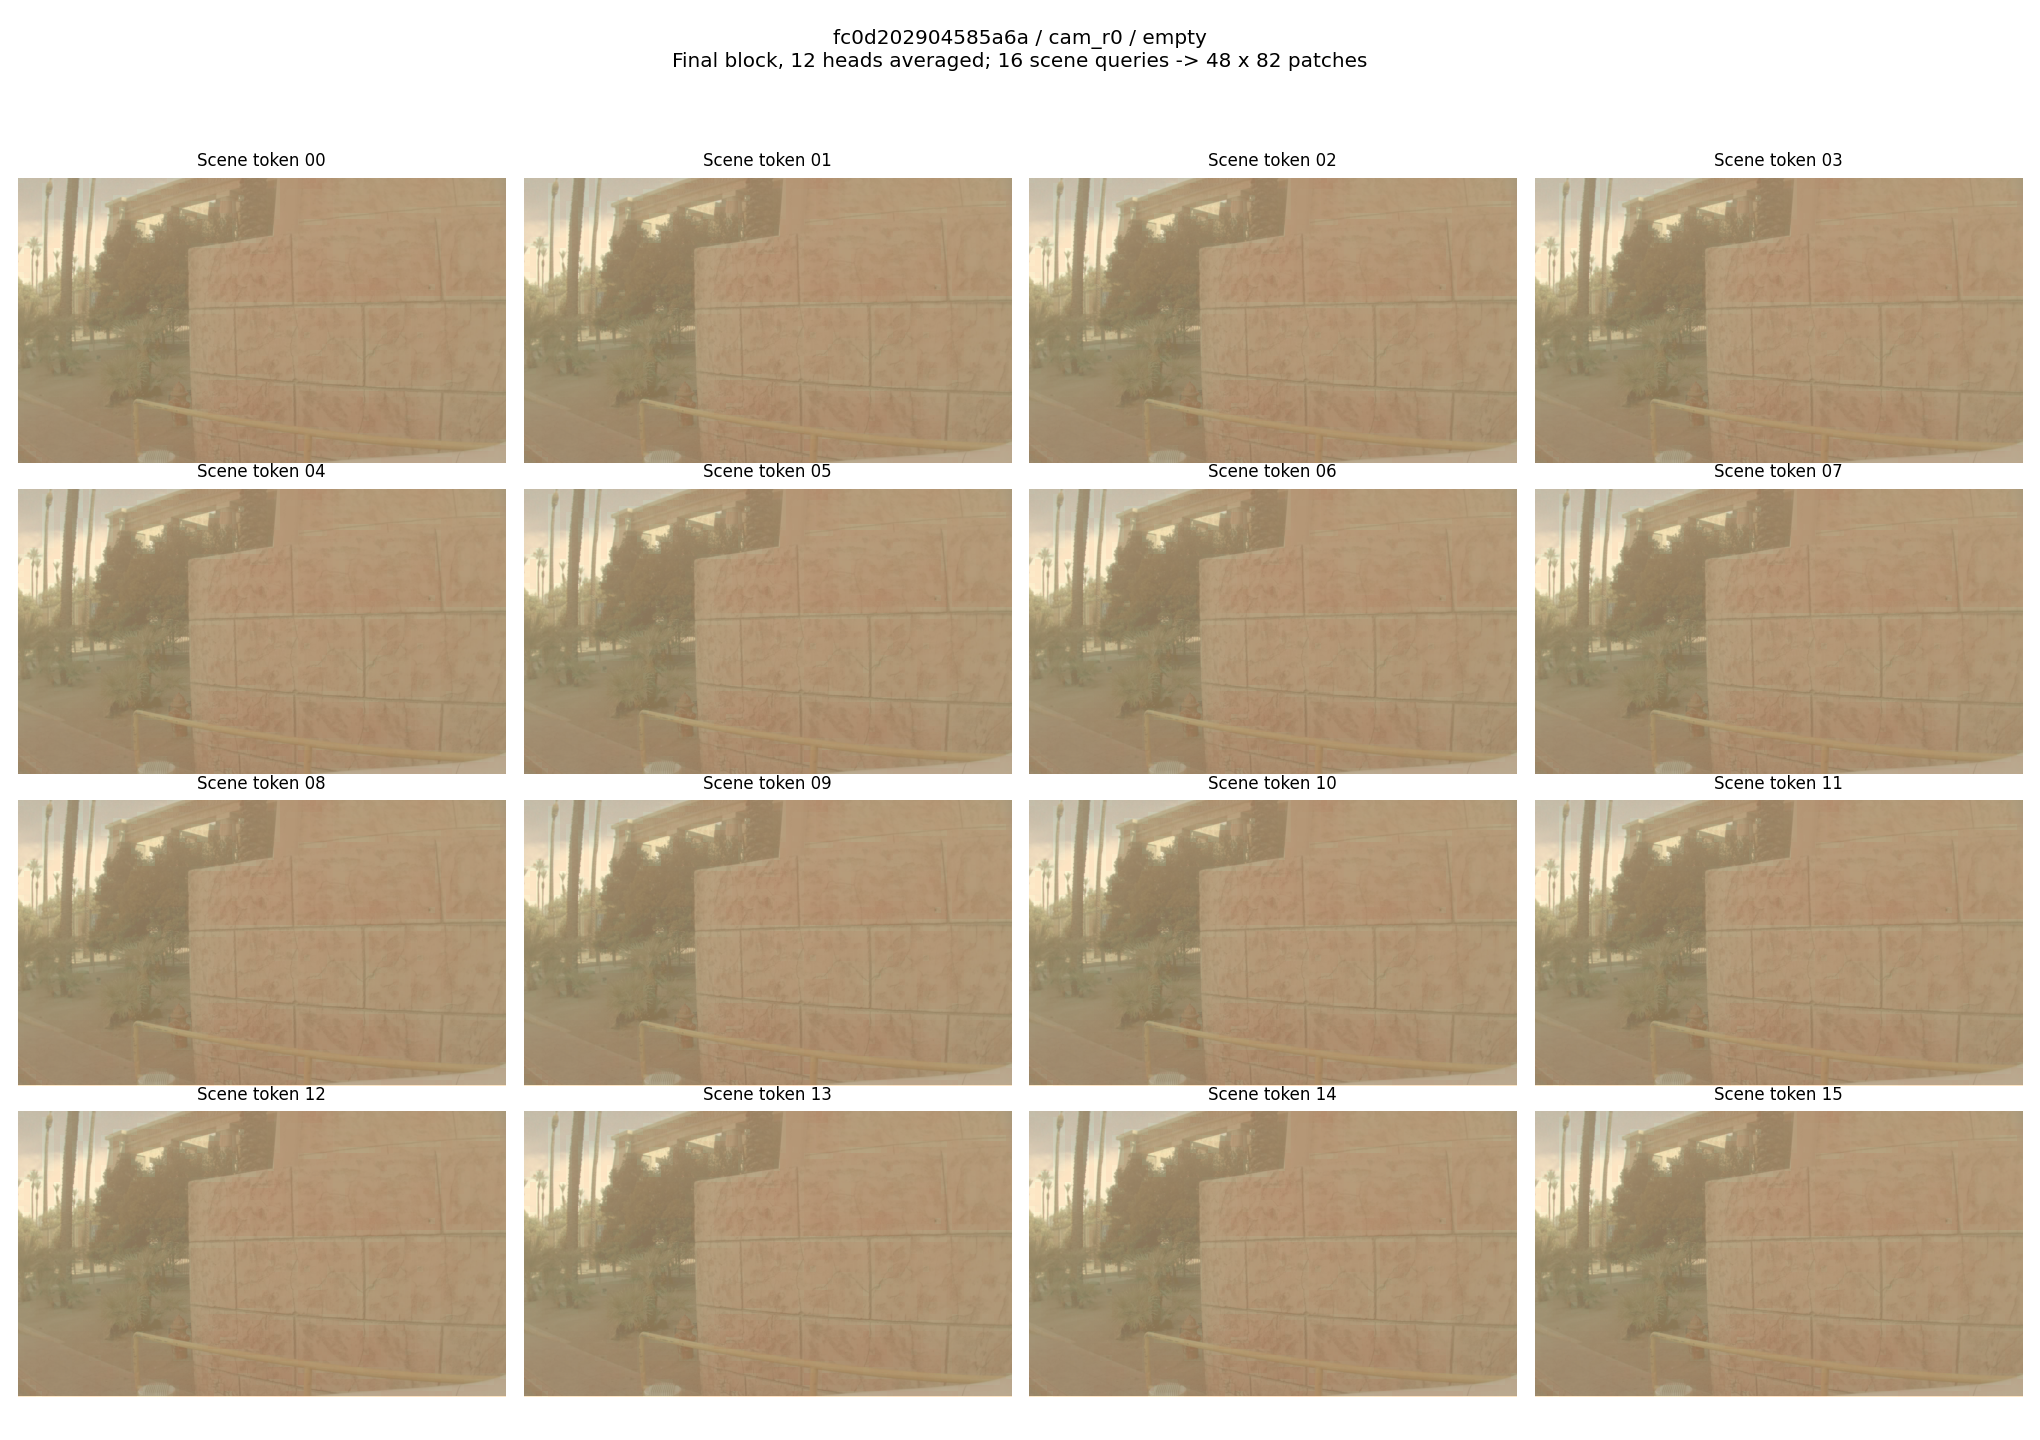 fc0d202904585a6a / cam_r0 / empty
Final block, 12 heads averaged; 16 scene queries -> 48 x 82 patches
Scene token 00
Scene token 01
Scene token 02
Scene token 03
Scene token 04
Scene token 05
Scene token 06
Scene token 07
Scene token 08
Scene token 09
Scene token 10
Scene token 11
Scene token 12
Scene token 13
Scene token 14
Scene token 15